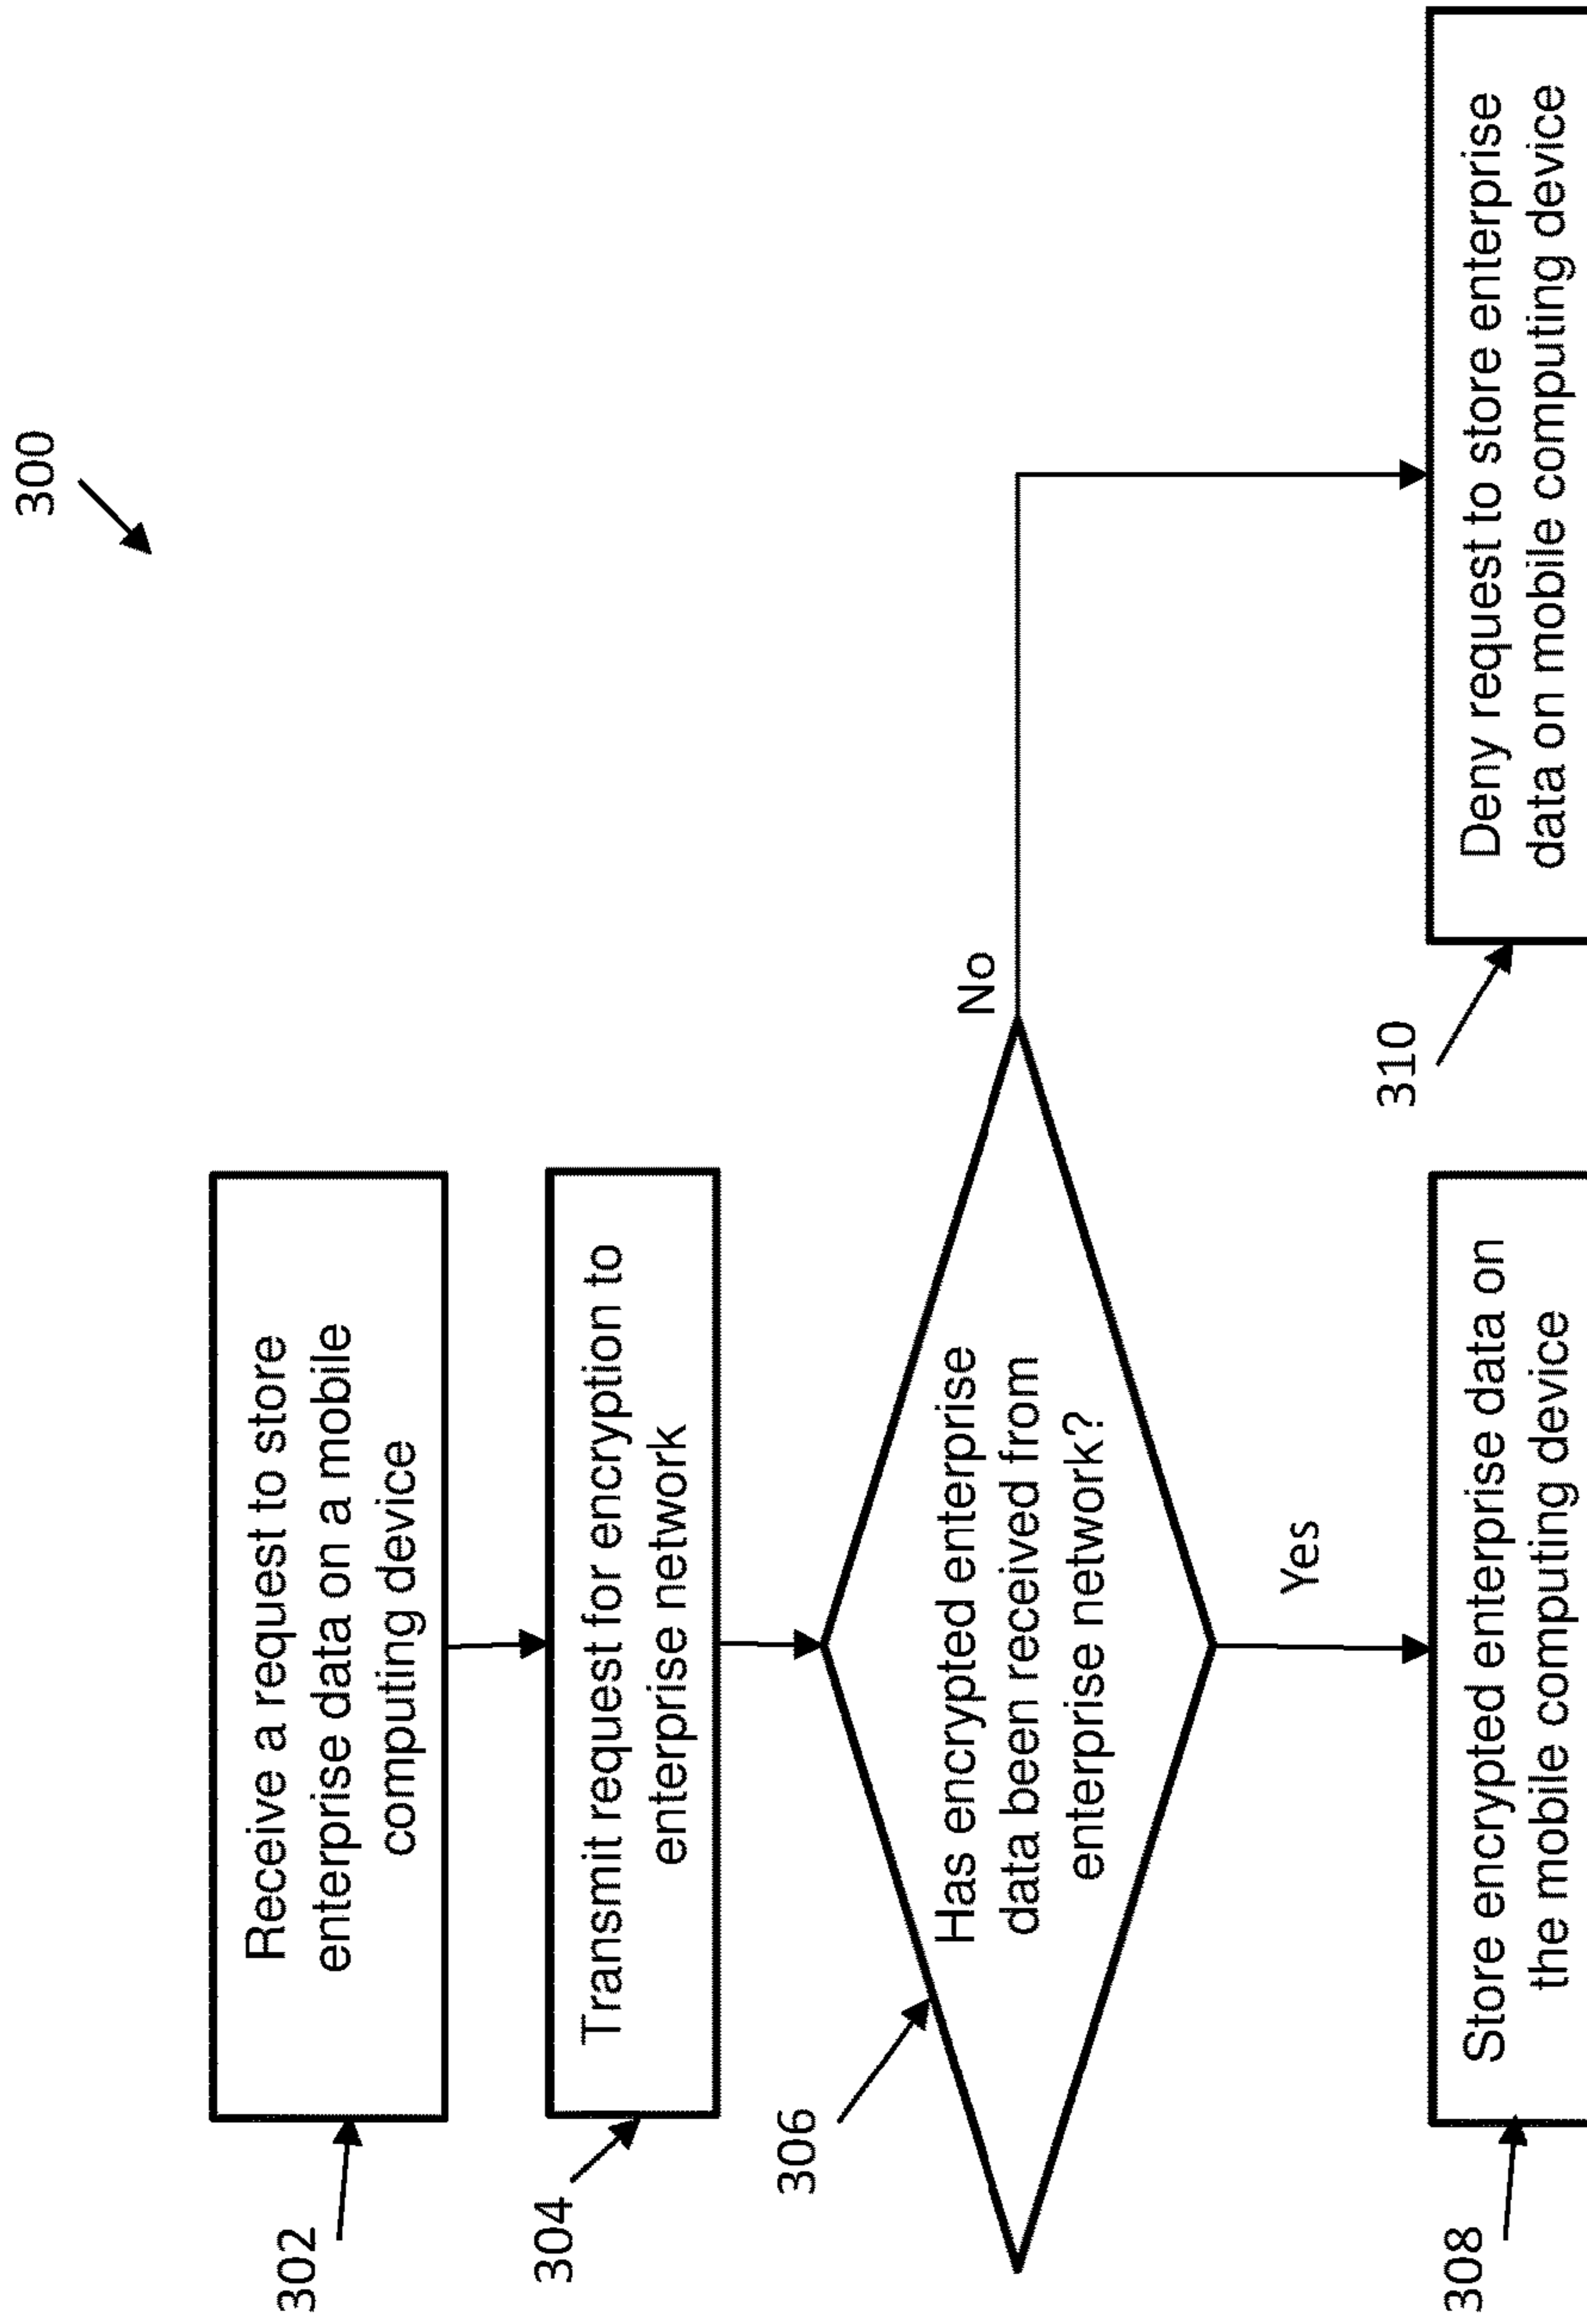 300
302
Receive a request to store
enterprise data on a mobile
computing device
304
Transmit request for encryption to
enterprise network
306
Has encrypted enterprise
data been received from
enterprise network?
No
Yes
308
Store encrypted enterprise data on
the mobile computing device
310
Deny request to store enterprise
data on mobile computing device